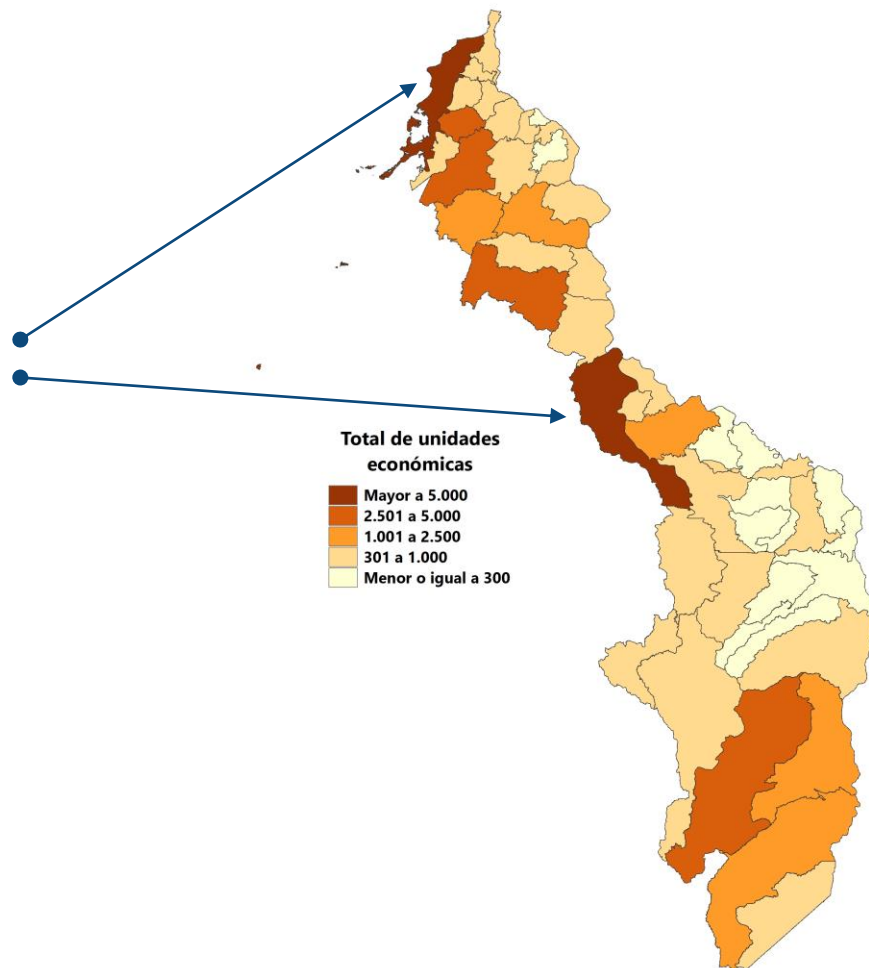 Total de unidades
económicas
Mayor a 5.000
2.501 a 5.000
1.001 a 2.500
301 a 1.000
Menor o igual a 300